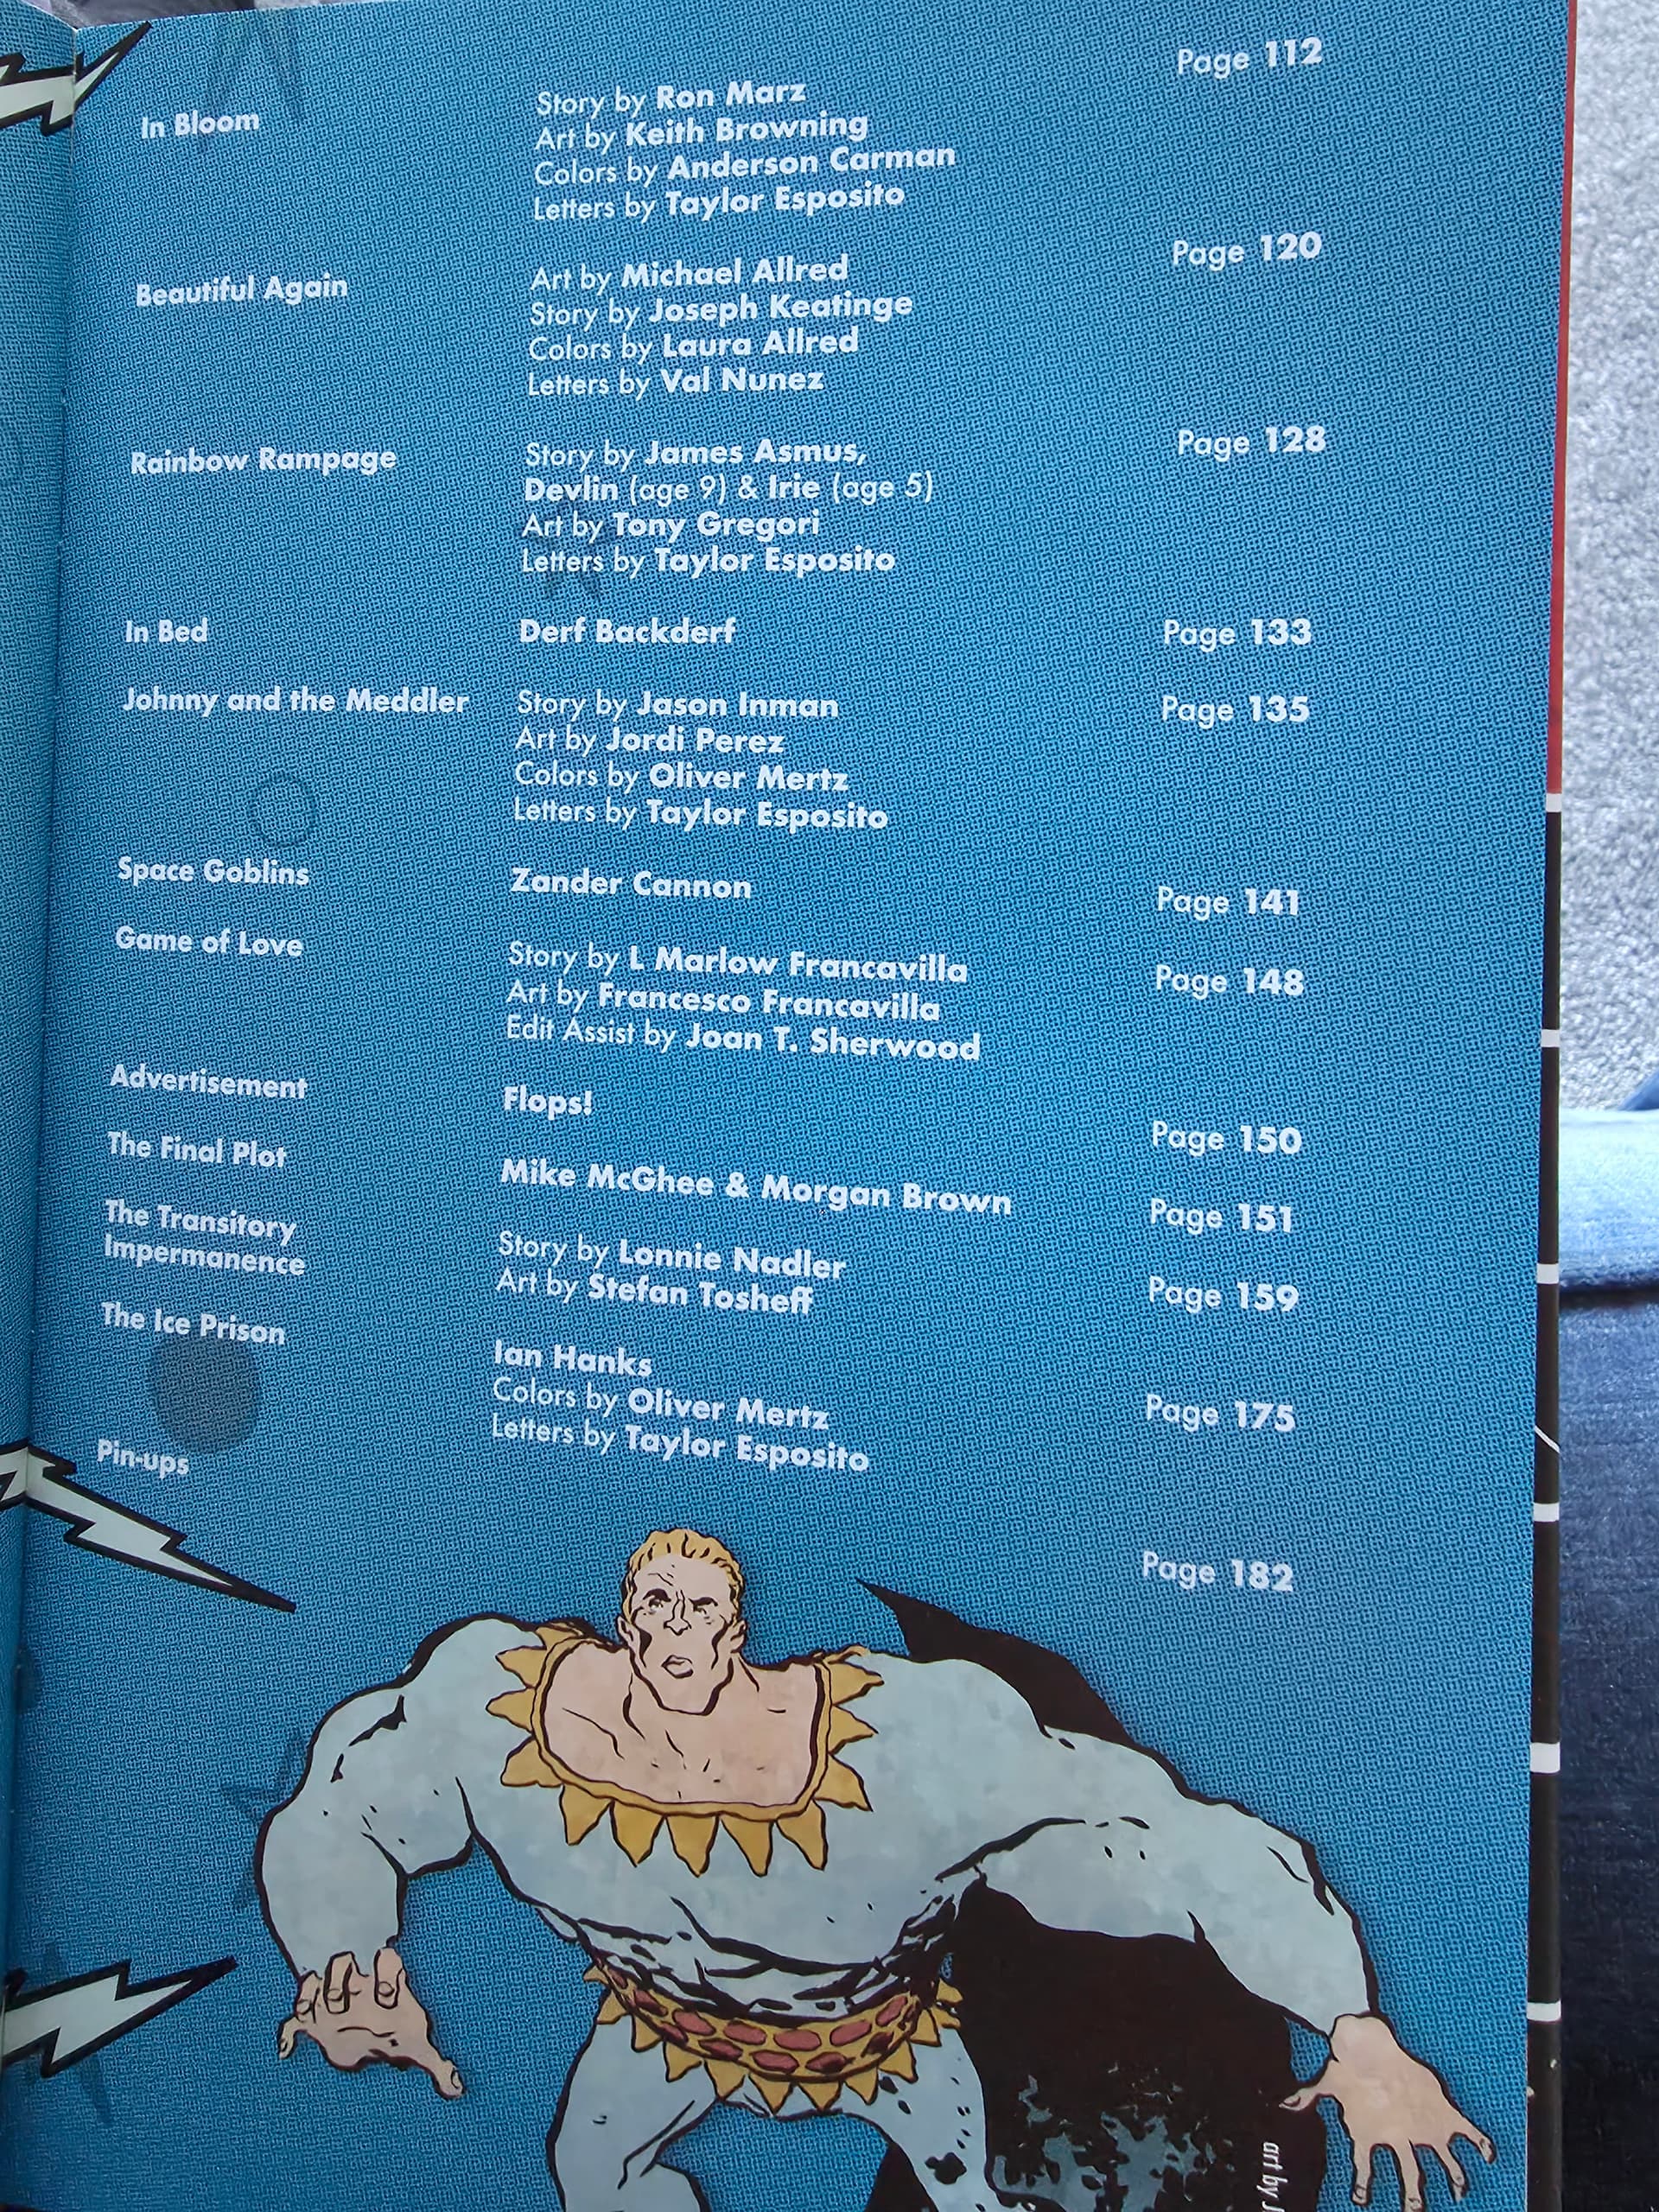 In Bloom
Story by Ron Marz
Art by Keith Browning
Colors by Anderson Carman
Letters by Taylor Esposito
Page 112
Beautiful Again
Art by Michael Allred
Story by Joseph Keatinge
Colors by Laura Allred
Letters by Val Nunez
Page 120
Rainbow Rampage
Story by James Asmus,
Devlin (age 9) & Irie (age 5)
Art by Tony Gregori
Letters by Taylor Esposito
Page 128
In Bed
Derf Backderf
Page 133
Johnny and the Meddler
Story by Jason Inman
Art by Jordi Perez
Colors by Oliver Mertz
Letters by Taylor Esposito
Page 135
Space Goblins
Zander Cannon
Page 141
Game of Love
Story by L Marlow Francavilla
Art by Francesco Francavilla
Edit Assist by Joan T. Sherwood
Page 148
Advertisement
Flops!
Page 150
The Final Plot
Mike McGhee & Morgan Brown
Page 151
The Transitory
Impermanence
Story by Lonnie Nadler
Art by Stefan Tosheff
Page 159
The Ice Prison
Ian Hanks
Colors by Oliver Mertz
Letters by Taylor Esposito
Page 175
Pin-ups
Page 182
art by